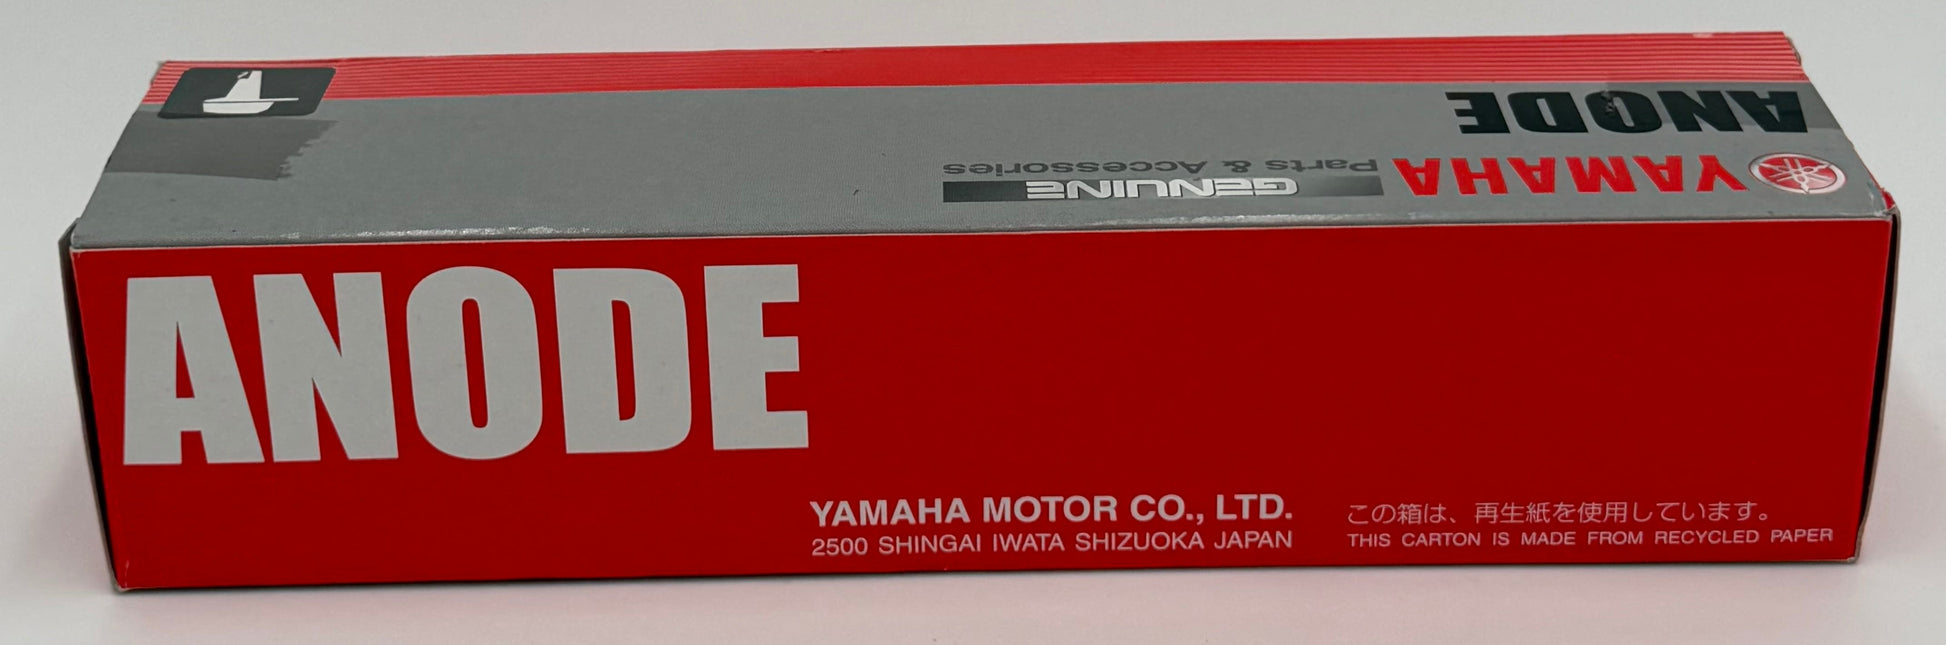 ANODE
YAMAHA
GENUINE
Parts & Accessories
ANODE
YAMAHA MOTOR CO., LTD.
2500 SHINGAI IWATA SHIZUOKA JAPAN
この箱は、再生紙を使用しています。
THIS CARTON IS MADE FROM RECYCLED PAPER